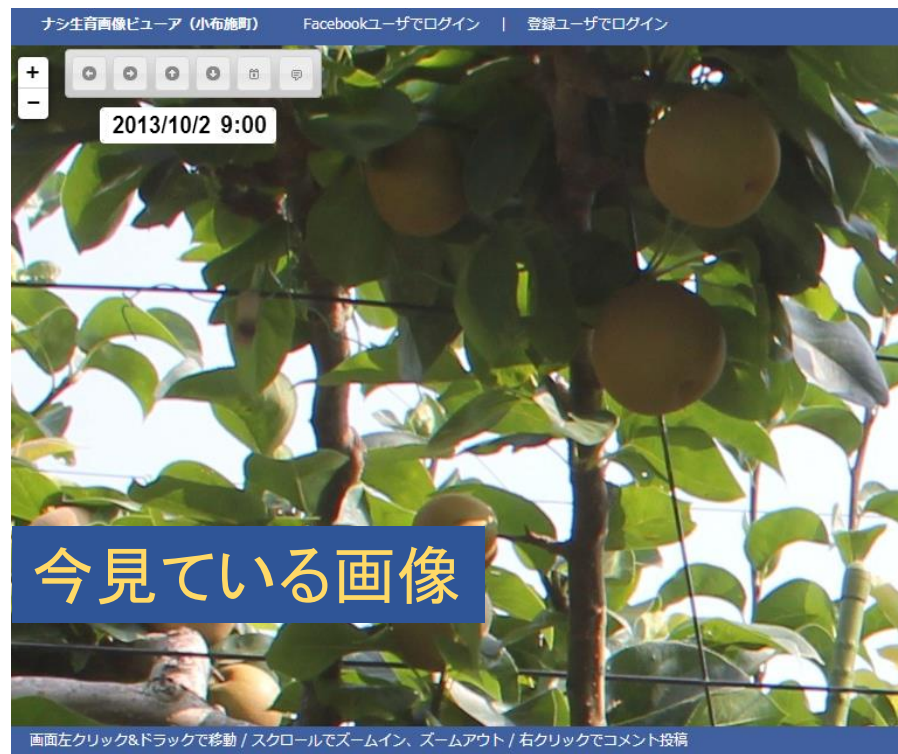 ナシ生育画像ビューア（小布施町） Facebookユーザでログイン | 登録ユーザでログイン
+
−
2013/10/2 9:00
今見ている画像
画面左クリック&ドラックで移動 / スクロールでズームイン、ズームアウト / 右クリックでコメント投稿